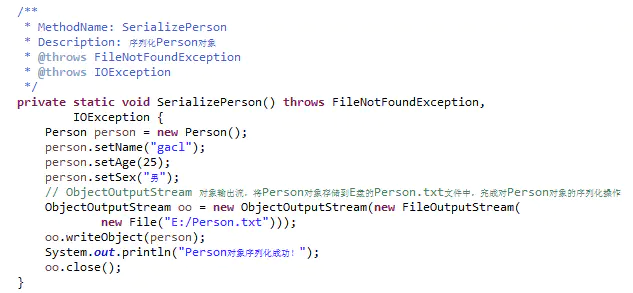 /**
 * MethodName: SerializePerson
 * Description: 序列化Person对象
 * @throws FileNotFoundException
 * @throws IOException
 */
private static void SerializePerson() throws FileNotFoundException,
        IOException {
    Person person = new Person();
    person.setName("gacl");
    person.setAge(25);
    person.setSex("男");
    // ObjectOutputStream 对象输出流，将Person对象存储到E盘的Person.txt文件中，完成对Person对象的序列化操作
    ObjectOutputStream oo = new ObjectOutputStream(new FileOutputStream(
            new File("E:/Person.txt")));
    oo.writeObject(person);
    System.out.println("Person对象序列化成功！");
    oo.close();
}